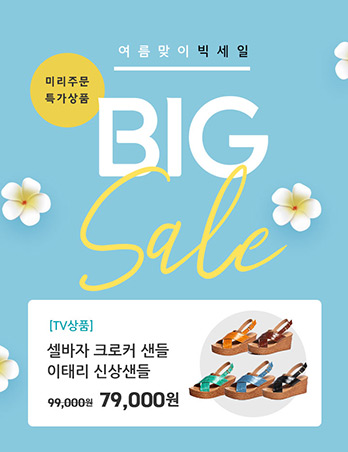 여름맞이 빅세일
미리주문
특가상품
BIG
Sale
[TV상품]
셀바자 크로커 샌들
이태리 신상샌들
99,000원 79,000원